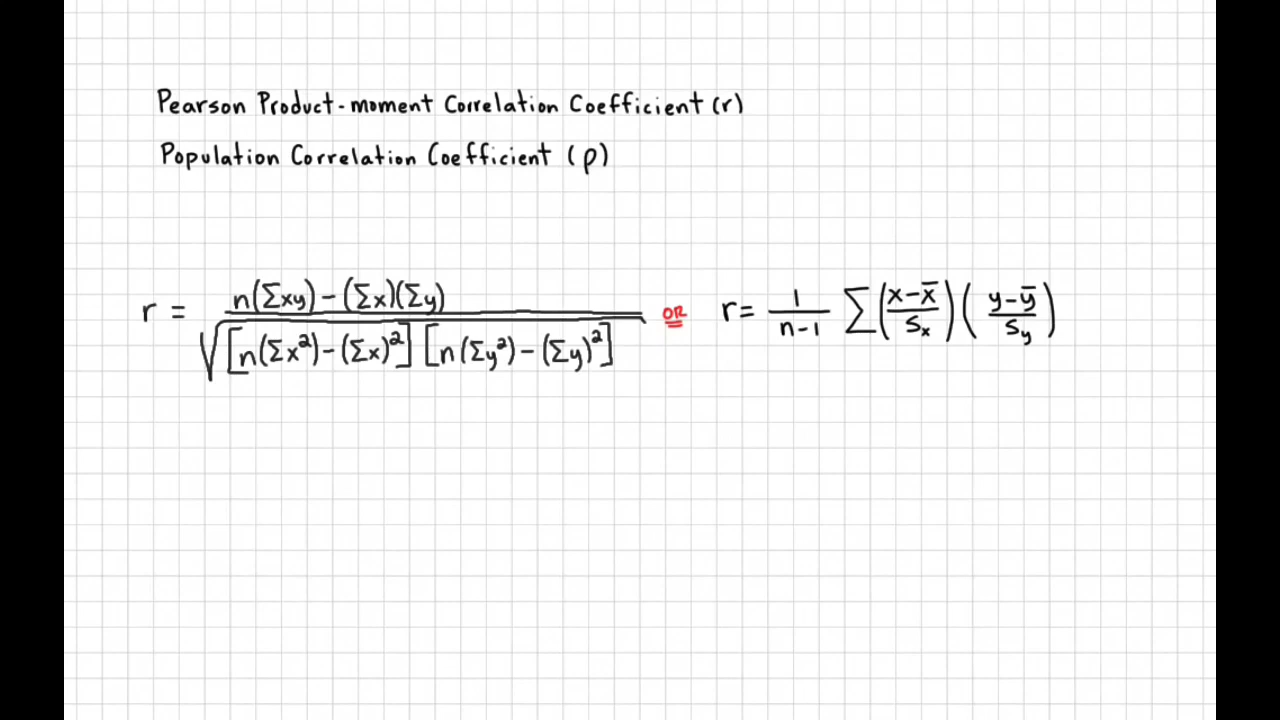 Pearson Product-moment Correlation Coefficient (r)
Population Correlation Coefficient (ρ)
r = n(Σxy) - (Σx)(Σy) / √[n(Σx²) - (Σx)²] [n(Σy²) - (Σy)²] OR r = 1/(n-1) Σ((x-x̄)/Sₓ)((y-ȳ)/Sᵧ)